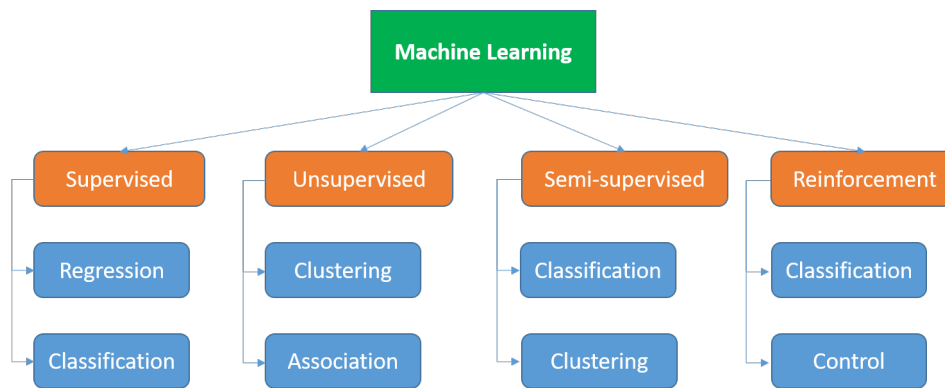 Machine Learning
Supervised
Unsupervised
Semi-supervised
Reinforcement
Regression
Clustering
Classification
Classification
Classification
Association
Clustering
Control